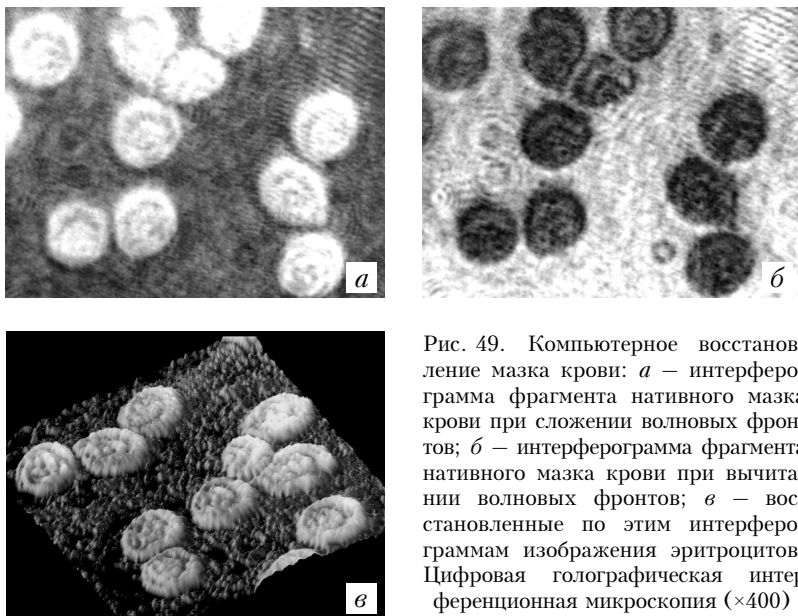 а
б
в
Рис. 49. Компьютерное восстанов
ление мазка крови: а – интерферо
грамма фрагмента нативного мазка
крови при сложении волновых фрон
тов; б – интерферограмма фрагмента
нативного мазка крови при вычита
нии волновых фронтов; в – вос
становленные по этим интерферо
граммам изображения эритроцитов
Цифровая голографическая интер
ференционная микроскопия (×400)